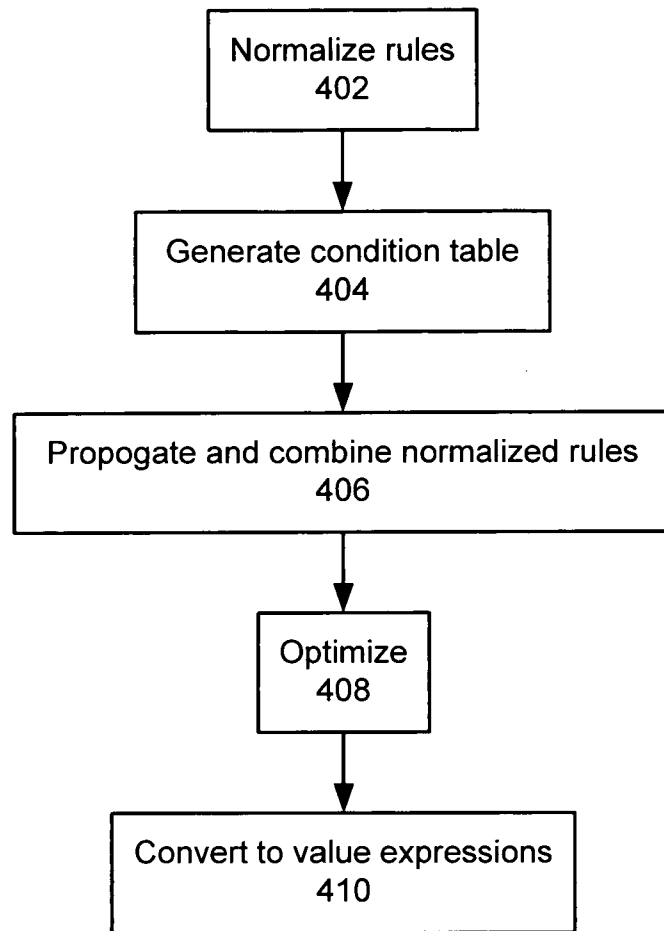 Normalize rules
402
Generate condition table
404
Propogate and combine normalized rules
406
Optimize
408
Convert to value expressions
410